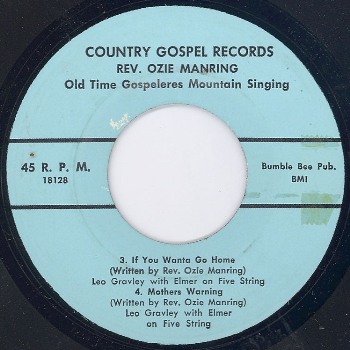 COUNTRY GOSPEL RECORDS
REV. OZIE MANRING
Old Time Gospeleres Mountain Singing
45 R. P. M.
18128
Bumble Bee Pub.
BMI
3. If You Wanta Go Home
(Written by Rev. Ozie Manring)
Leo Gravley with Elmer on Five String
4. Mothers Warning
(Written by Rev. Ozie Manring)
Leo Gravley with Elmer
on Five String